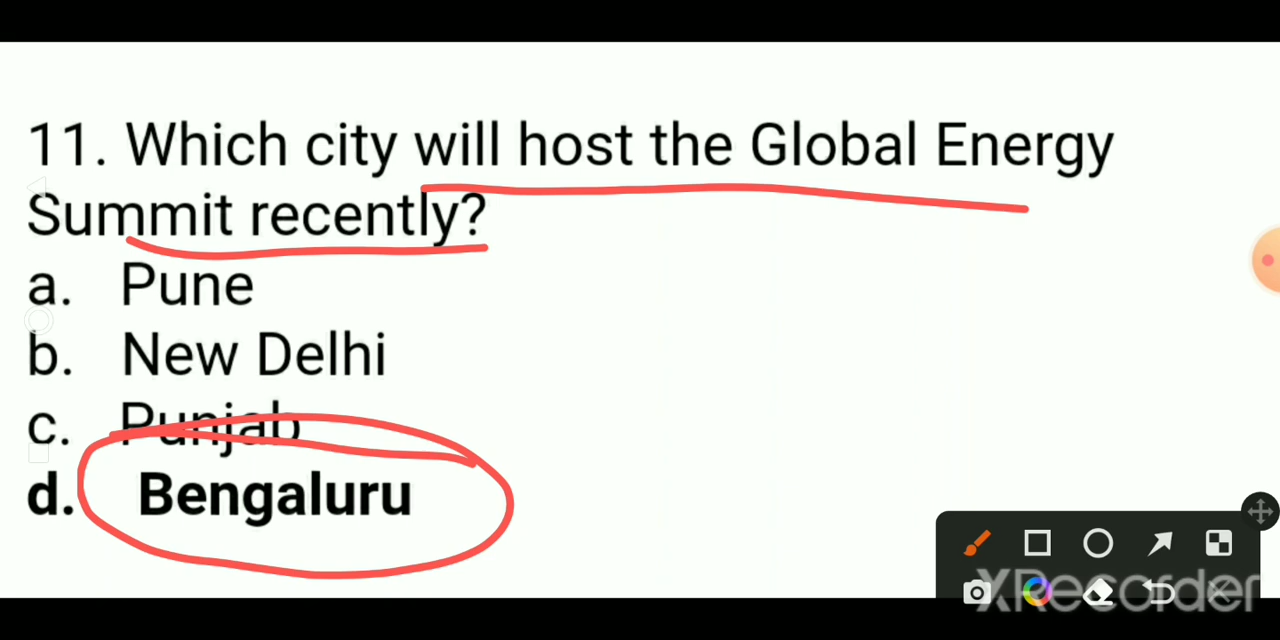 11. Which city will host the Global Energy
Summit recently?
a. Pune
b. New Delhi
c. Punjab
d. Bengaluru
XRecorder